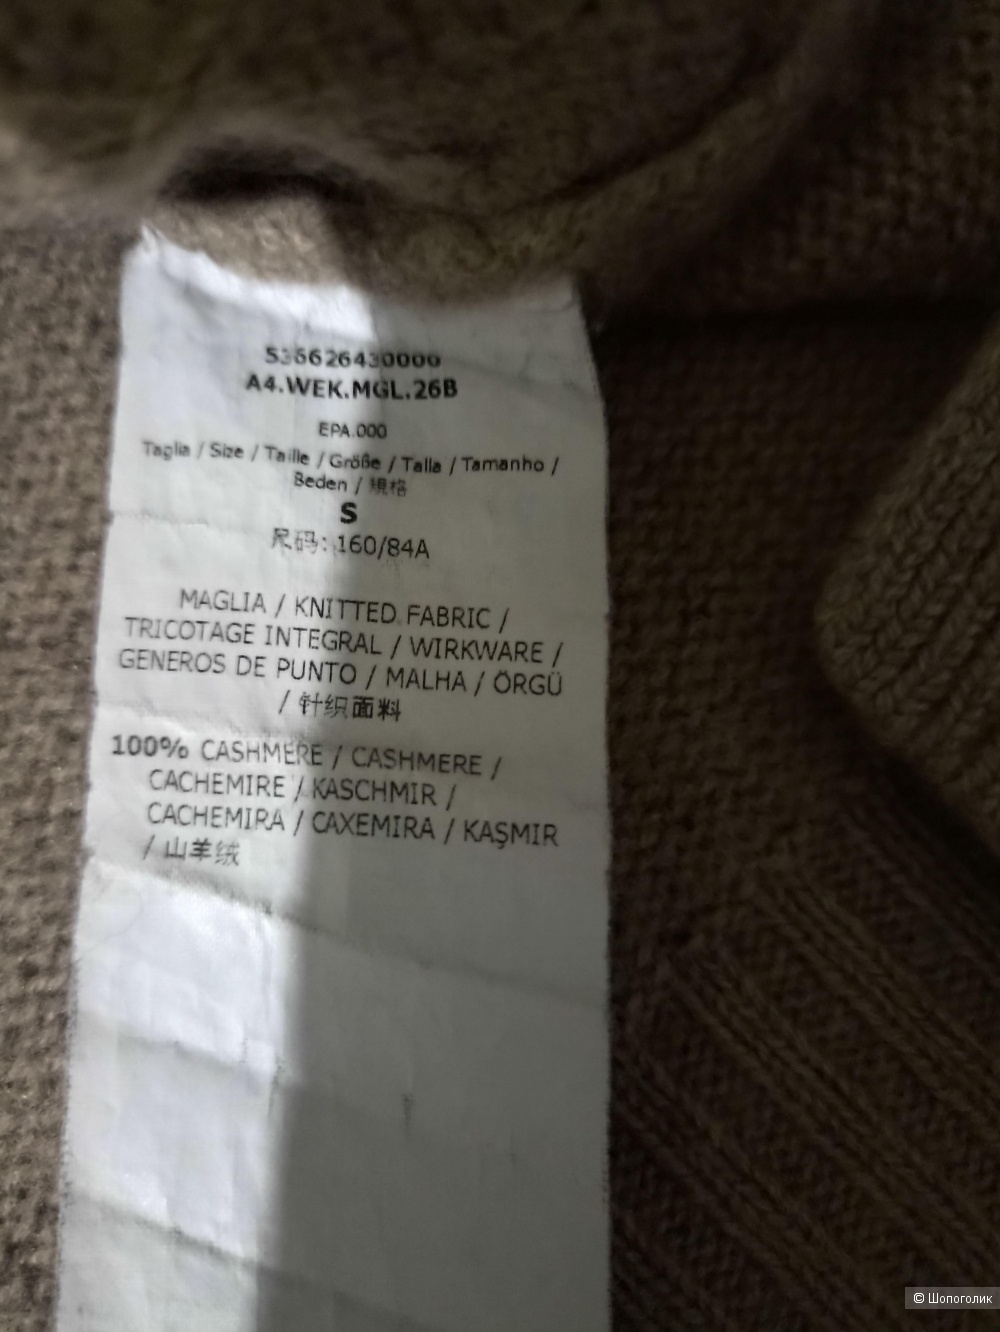 S36626430000
A4.WEK.MGL.26B
EPA.000
Taglia / Size / Taille / Größe / Talla / Tamanho /
Beden / 規格
S
尺码: 160/84A
MAGLIA / KNITTED FABRIC /
TRICOTAGE INTEGRAL / WIRKWARE /
GENEROS DE PUNTO / MALHA / ÖRGÜ
/ 针织面料
100% CASHMERE / CASHMERE /
CACHEMIRE / KASCHMIR /
CACHEMIRA / CAXEMIRA / KAŞMIR
/ 山羊绒
© Шопоголик